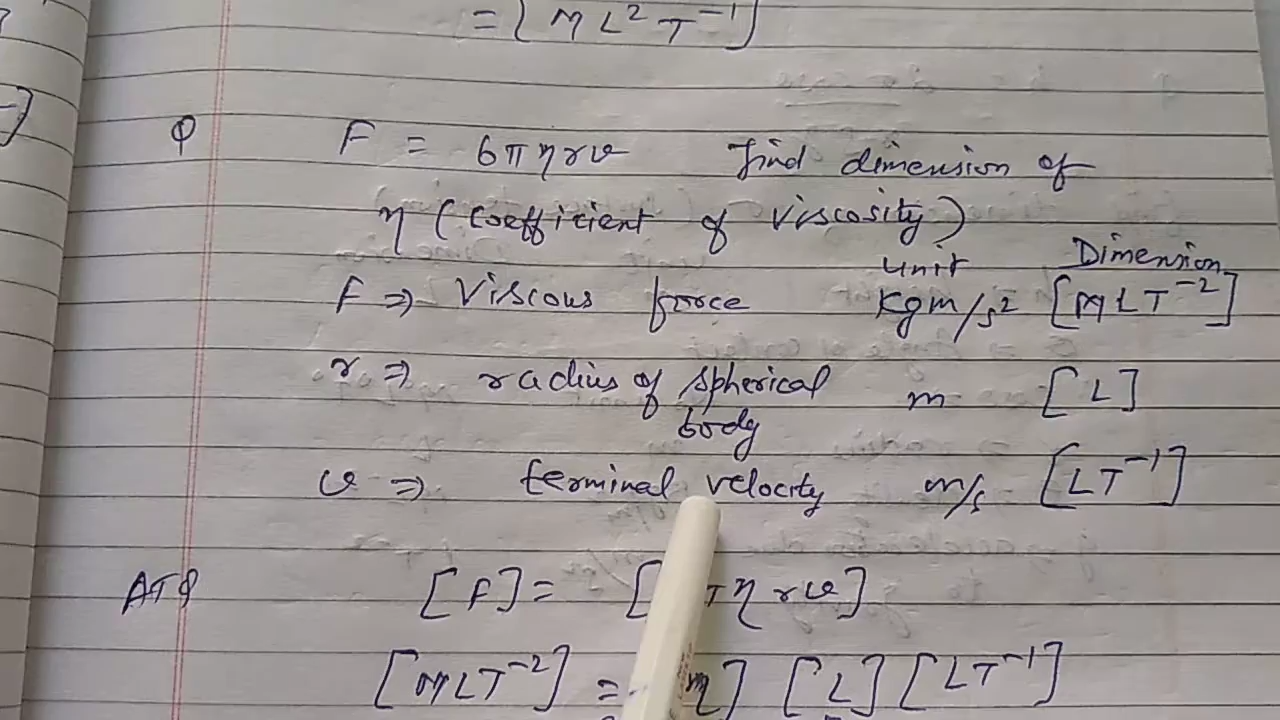 = [ML²T⁻¹]
Q F = 6πηrv find dimension of
η (coefficient of viscosity)
unit Dimension
F ⇒ Viscous force Kgm/s² [MLT⁻²]
r ⇒ radius of spherical m [L]
body
v ⇒ terminal velocity m/s [LT⁻¹]
ATQ [F] = [ η r v]
[MLT⁻²] = η] [L] [LT⁻¹]